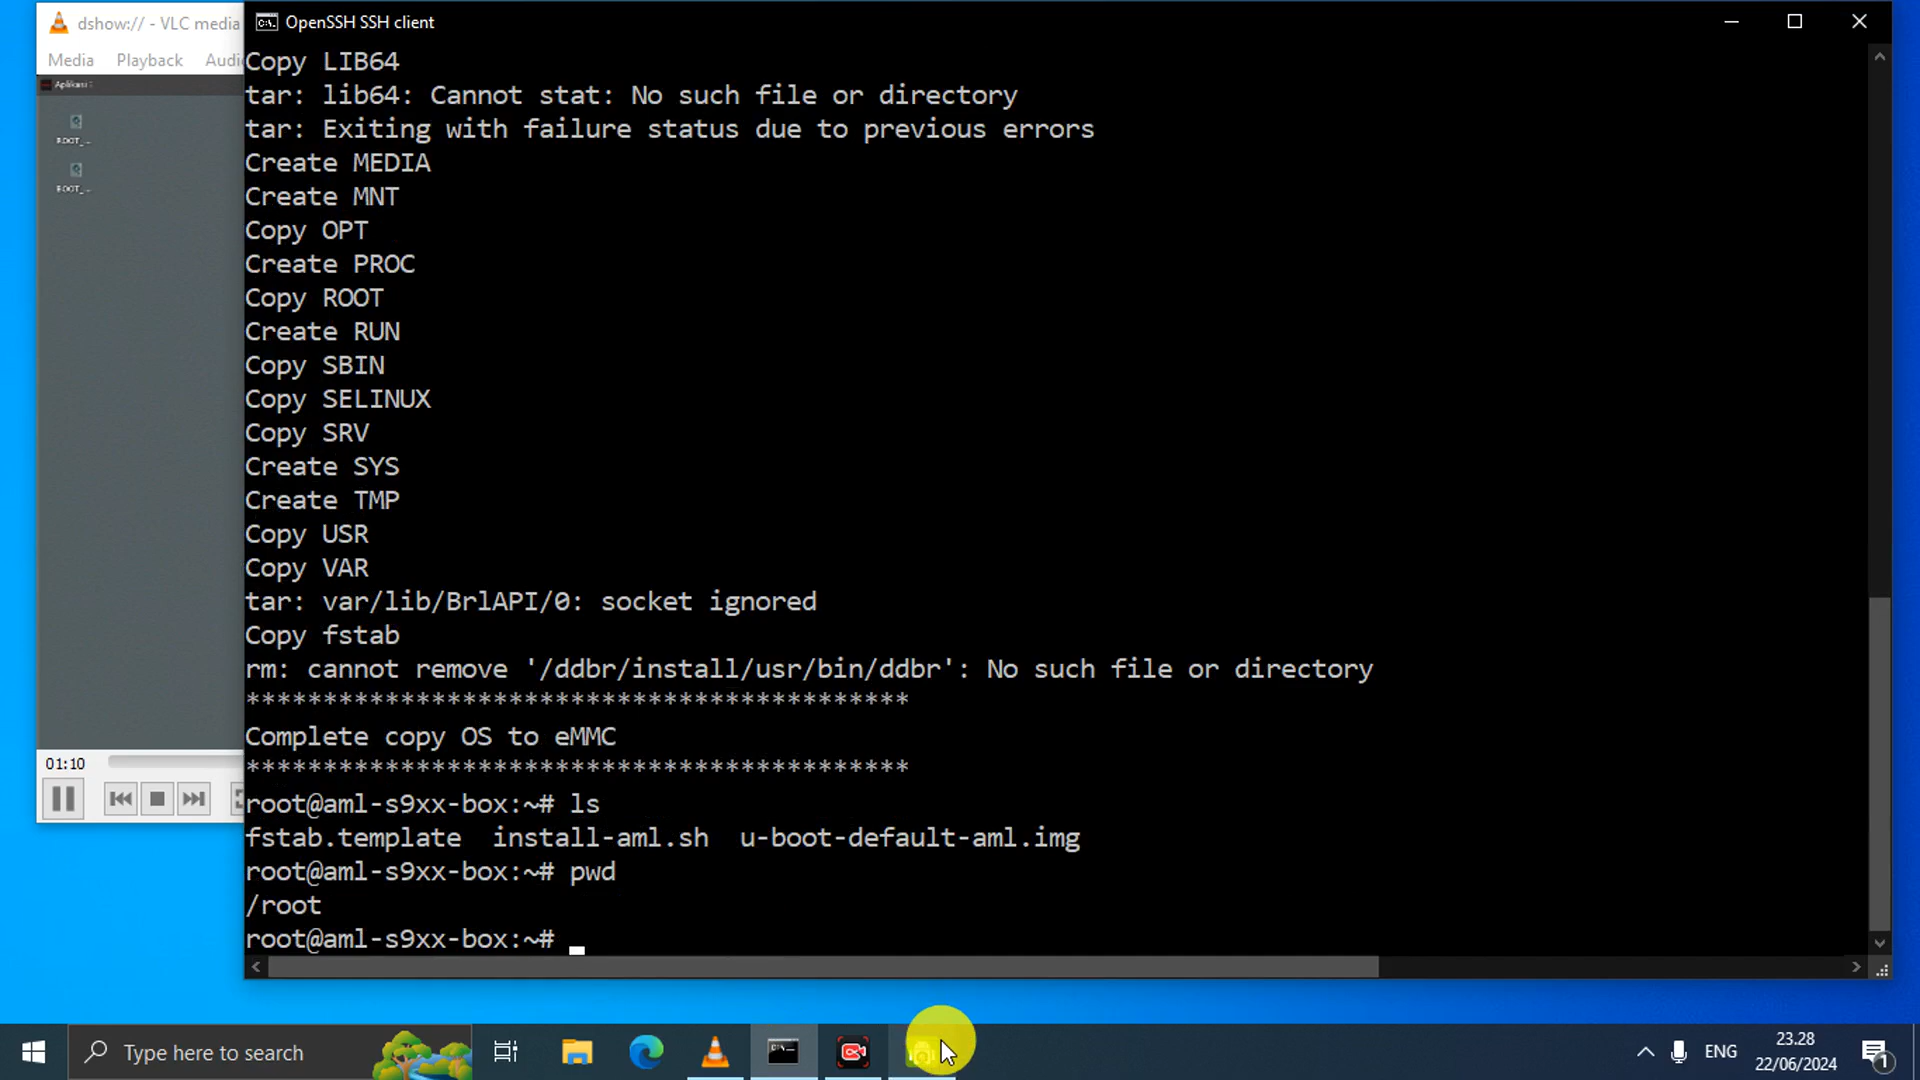 dshow:// - VLC media
Media Playback Audi
Aplikasi
ROOT_...
BOOT_...
01:10
OpenSSH SSH client
Copy LIB64
tar: lib64: Cannot stat: No such file or directory
tar: Exiting with failure status due to previous errors
Create MEDIA
Create MNT
Copy OPT
Create PROC
Copy ROOT
Create RUN
Copy SBIN
Copy SELINUX
Copy SRV
Create SYS
Create TMP
Copy USR
Copy VAR
tar: var/lib/BrlAPI/0: socket ignored
Copy fstab
rm: cannot remove '/ddbr/install/usr/bin/ddbr': No such file or directory
*******************************************
Complete copy OS to eMMC
*******************************************
root@aml-s9xx-box:~# ls
fstab.template  install-aml.sh  u-boot-default-aml.img
root@aml-s9xx-box:~# pwd
/root
root@aml-s9xx-box:~#
Type here to search
ENG
23.28
22/06/2024
1